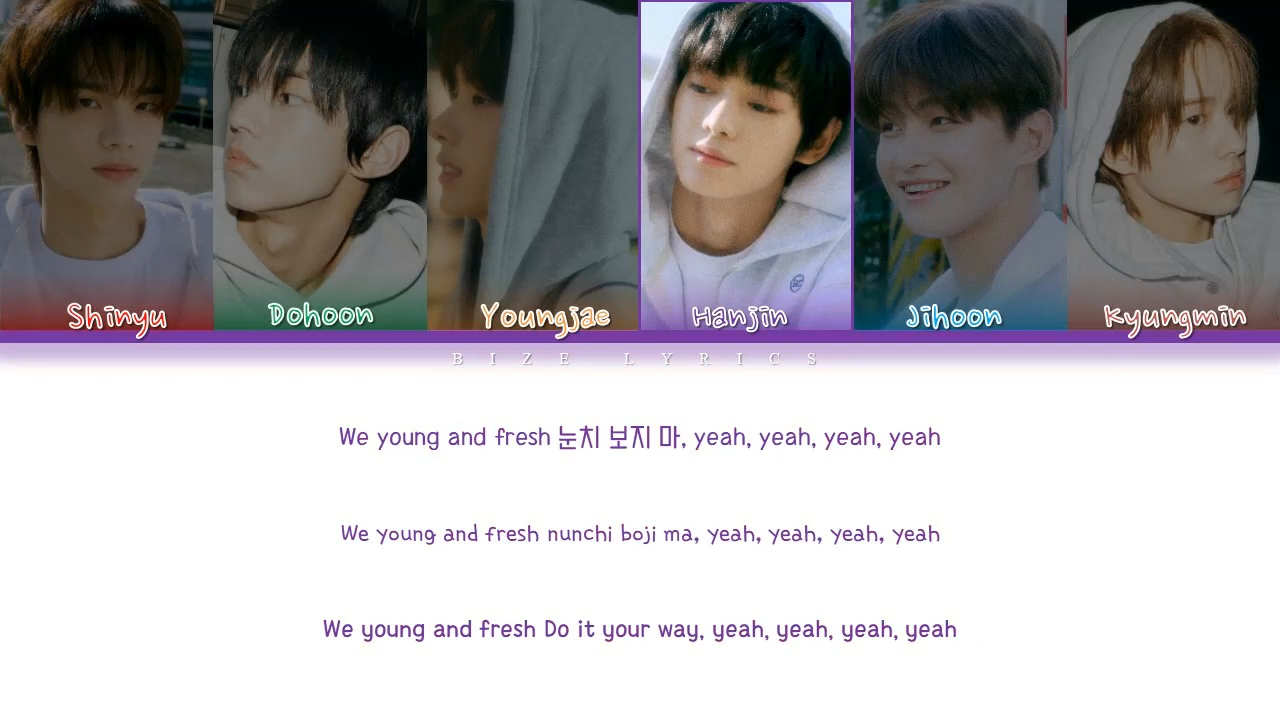 Shinyu Dohoon Youngjae Hanjin Jihoon Kyungmin
BIZE LYRICS
We young and fresh 눈치 보지 마, yeah, yeah, yeah, yeah
We young and fresh nunchi boji ma, yeah, yeah, yeah, yeah
We young and fresh Do it your way, yeah, yeah, yeah, yeah